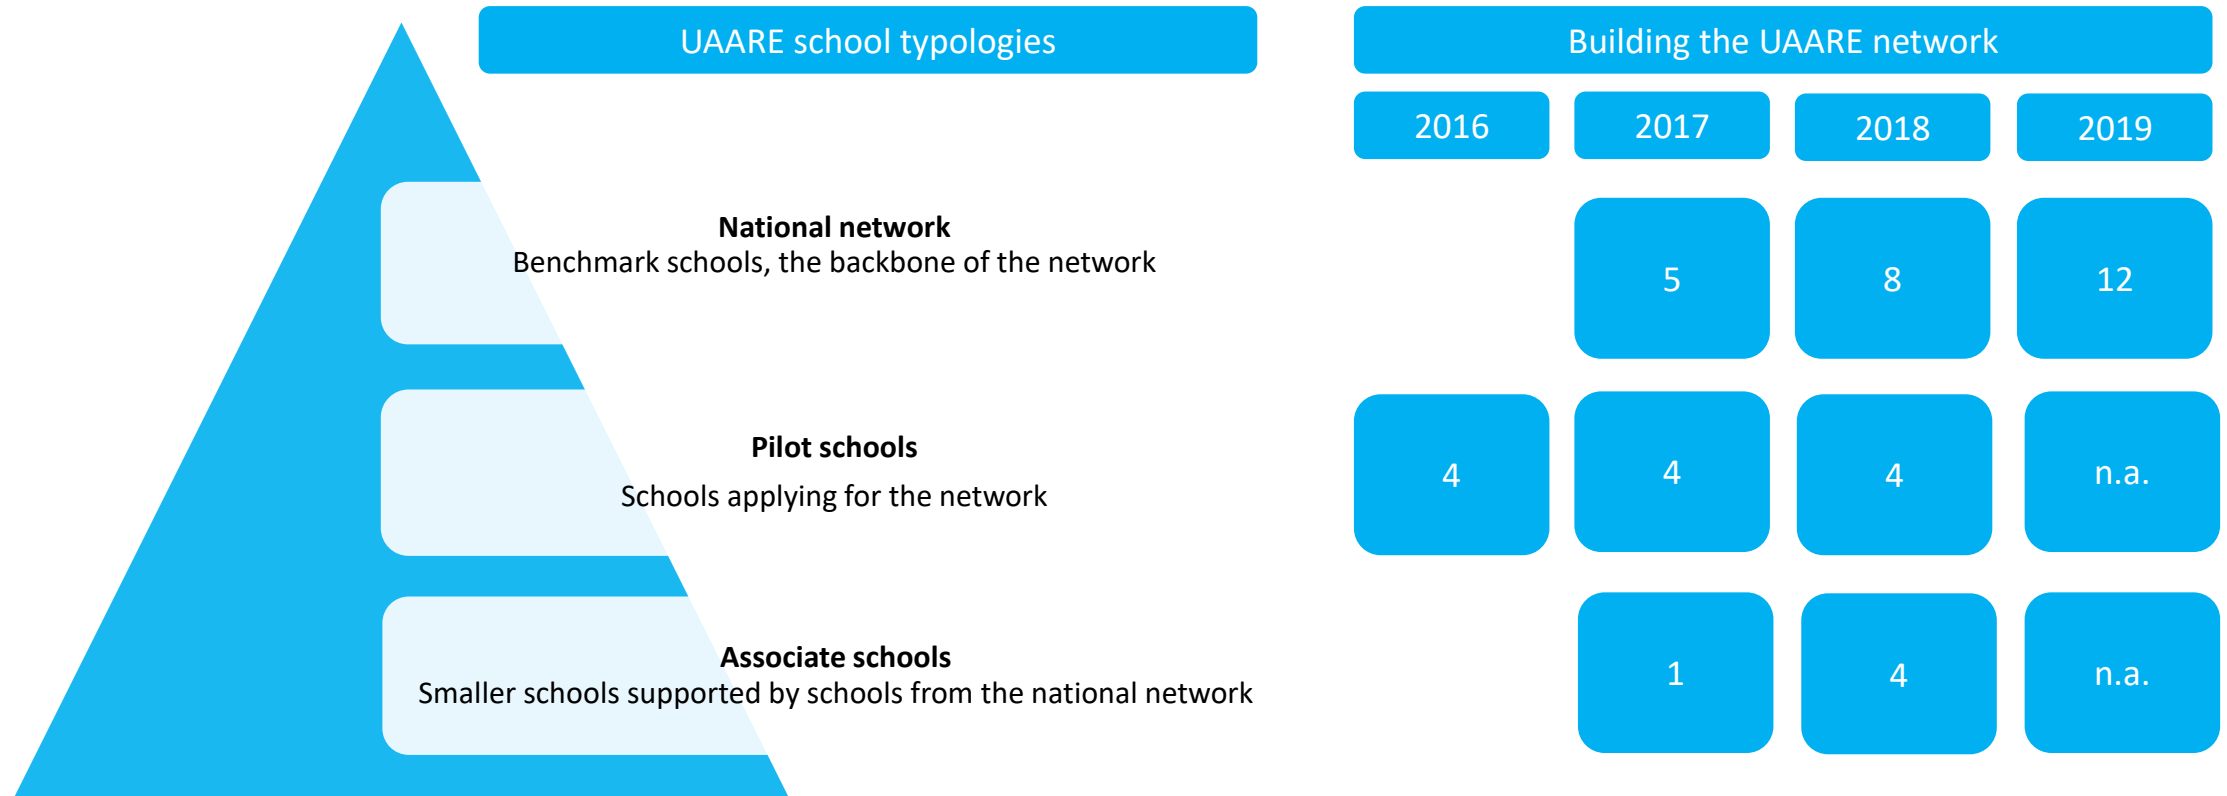 UAARE school typologies
Building the UAARE network
2016
2017
2018
2019
National network
Benchmark schools, the backbone of the network
5
8
12
Pilot schools
Schools applying for the network
4
4
4
n.a.
Associate schools
Smaller schools supported by schools from the national network
1
4
n.a.